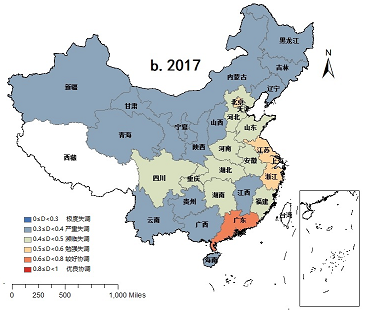 b. 2017
N
黑龙江
吉林
辽宁
内蒙古
新疆
甘肃
北京
天津
河北
山西
宁夏
青海
山东
陕西
河南
江苏
西藏
安徽
上海
四川
重庆
湖北
浙江
湖南
江西
贵州
福建
云南
广西
广东
台湾
海南
0≤D<0.3 极度失调
0.3≤D<0.4 严重失调
0.4≤D<0.5 濒临失调
0.5≤D<0.6 勉强失调
0.6≤D<0.8 较好协调
0.8≤D<1 优质协调
0 250 500 1,000 Miles